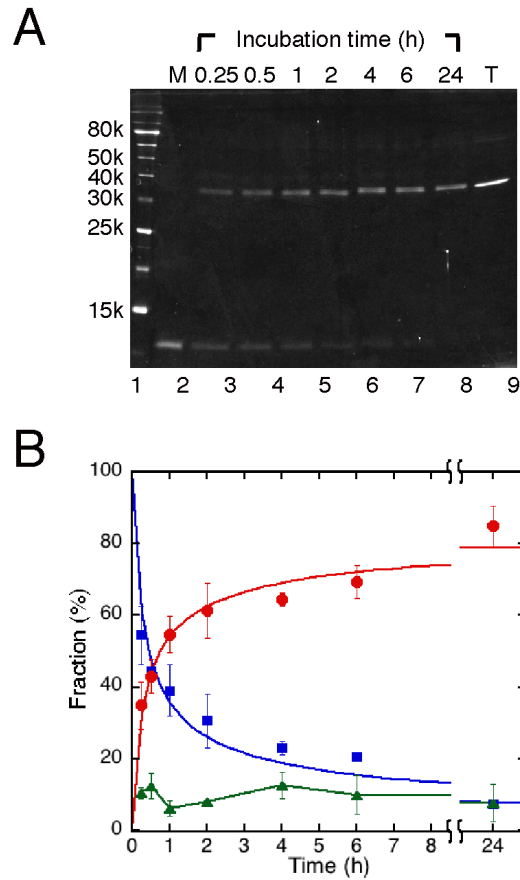 A
Incubation time (h)
M 0.25 0.5 1 2 4 6 24 T
80k
50k
40k
30k
25k
15k
1 2 3 4 5 6 7 8 9
B
100
80
60
40
20
0
Fraction (%)
0 1 2 3 4 5 6 7 8 24
Time (h)